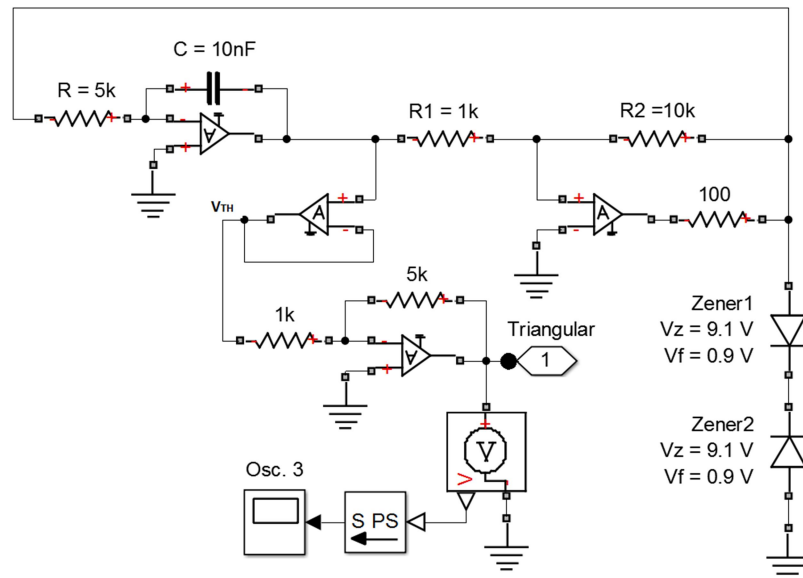 C = 10nF
R = 5k
R1 = 1k
R2 =10k
A
VTH
A
A
100
5k
1k
A
Triangular
1
Zener1
Vz = 9.1 V
Vf = 0.9 V
Zener2
Vz = 9.1 V
Vf = 0.9 V
V
V
Osc. 3
S PS